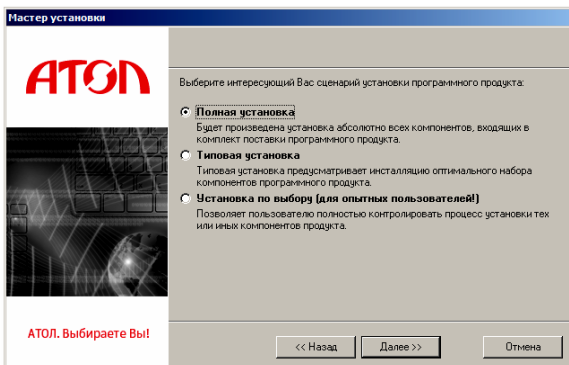 Мастер установки
АТОЛ
Выберите интересующий Вас сценарий установки программного продукта:
Полная установка
Будет произведена установка абсолютно всех компонентов, входящих в
комплект поставки программного продукта.
Типовая установка
Типовая установка предусматривает инсталляцию оптимального набора
компонентов программного продукта.
Установка по выбору (для опытных пользователей!)
Позволяет пользователю полностью контролировать процесс установки тех
или иных компонентов продукта.
АТОЛ. Выбираете Вы!
<< Назад
Далее >>
Отмена